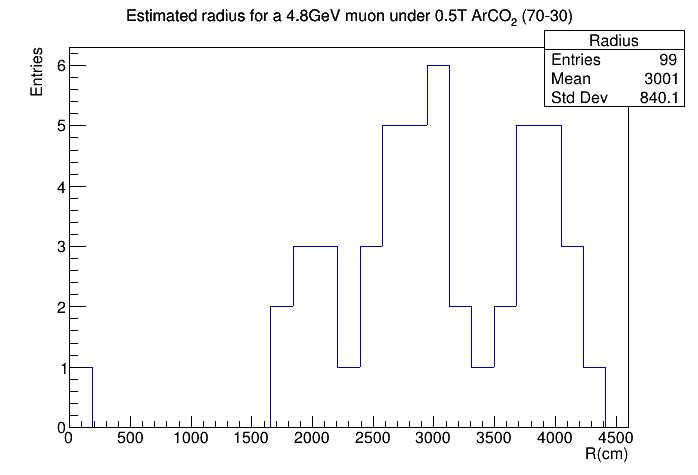 Estimated radius for a 4.8GeV muon under 0.5T ArCO₂ (70-30)
Radius
Entries 99
Mean 3001
Std Dev 840.1
Entries
6
5
4
3
2
1
0
0 500 1000 1500 2000 2500 3000 3500 4000 4500
R(cm)